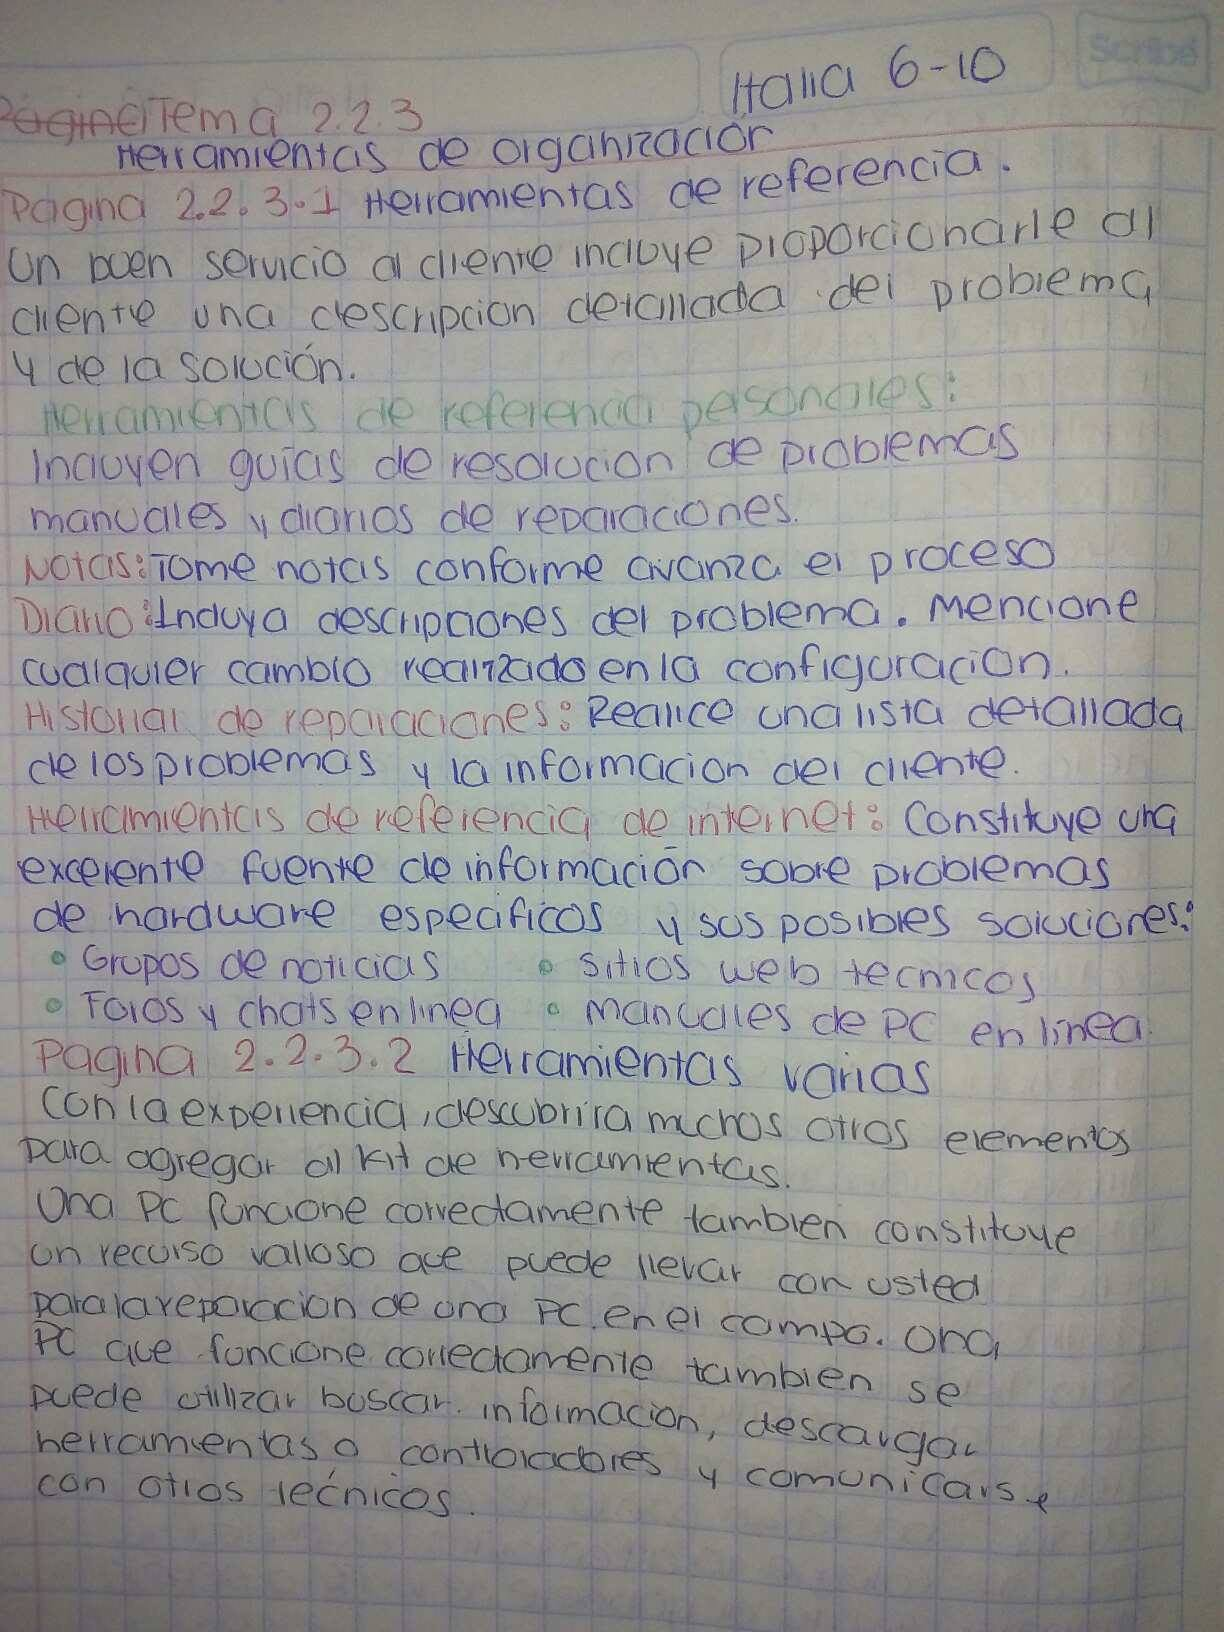 Scribe
Italia 6-10
Pagina Tema 2.2.3
Herramientas de organización
Pagina 2.2.3.1 Herramientas de referencia.
Un buen servicio al cliente incluye proporcionarle al
cliente una descripcion detallada del problema
y de la solución.
Herramientas de referencia personales:
Incluyen guías de resolucion de problemas
manuales y diarios de reparaciones.
Notas: Tome notas conforme avanza el proceso
Diario: Incluya descripciones del problema. Mencione
cualquier cambio realizado en la configuracion.
Historial de reparaciones: Realice una lista detallada
de los problemas y la informacion del cliente.
Herramientas de referencia de internet: Constituye una
excelente fuente de información sobre problemas
de hardware especificos y sus posibles soluciones:
• Grupos de noticias • Sitios web tecnicos
• Foros y chats en linea • Manuales de PC en línea
Pagina 2.2.3.2 Herramientas varias
Con la experiencia, descubrira muchos otros elementos
para agregar al kit de herramientas.
Una PC funcione correctamente tambien constituye
un recurso valioso que puede llevar con usted
para la reparacion de una PC en el campo. Una
PC que funcione correctamente tambien se
puede utilizar buscar informacion, descargar
herramientas o controladores y comunicarse
con otros técnicos.